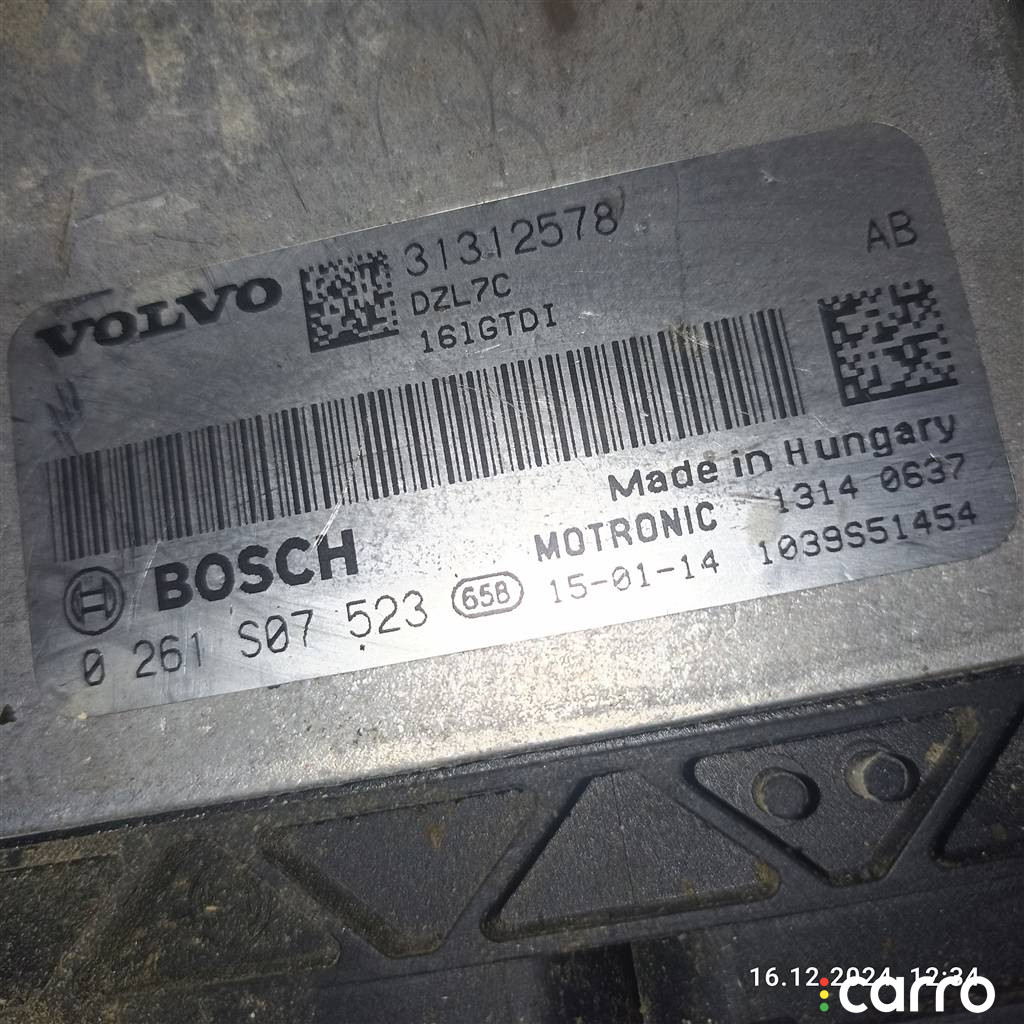 VOLVO
31312578
AB
DZL7C
161GTDI
Made in Hungary
BOSCH
MOTRONIC
1314 0637
0 261 S07 523
65B
15-01-14
1039S51454
16.12.2024 12:34
carro